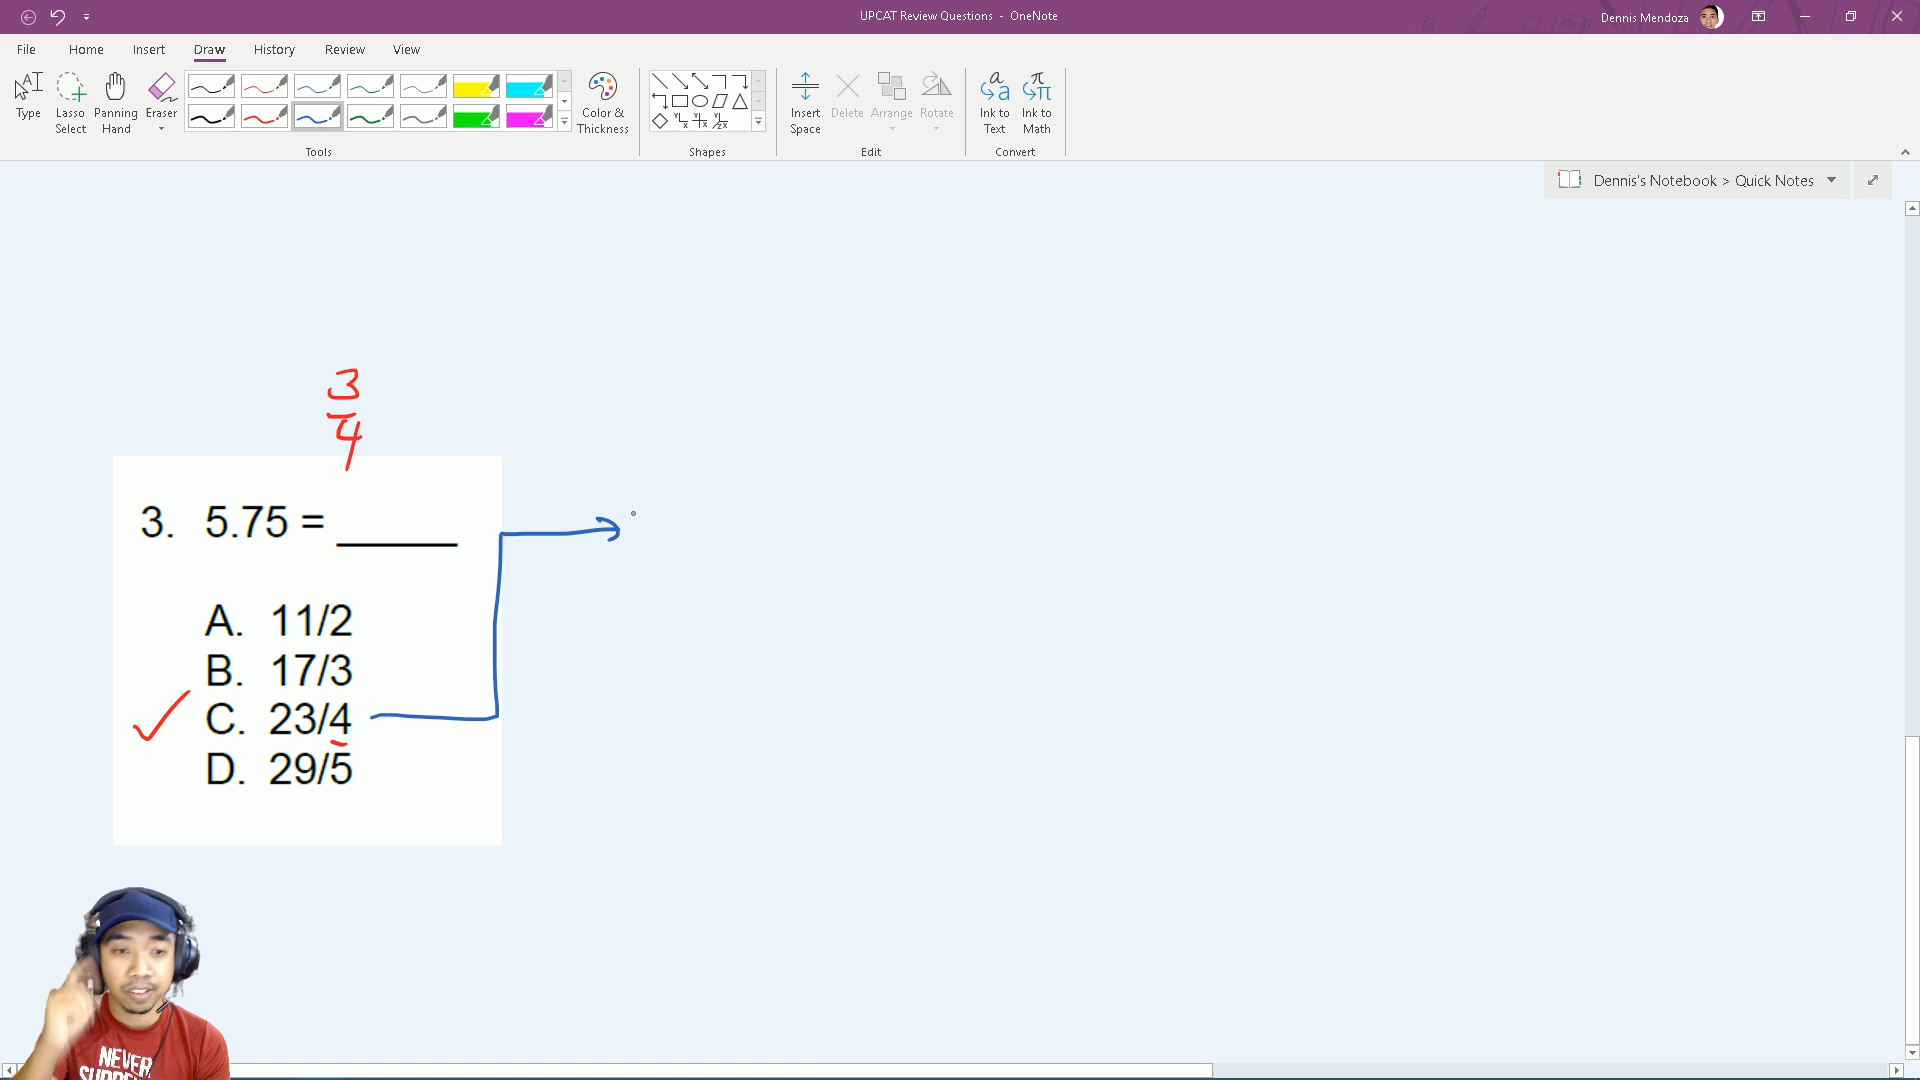 UPCAT Review Questions - OneNote
Dennis Mendoza
File Home Insert Draw History Review View
Type
Lasso Select
Panning Hand
Eraser
Color & Thickness
Insert Space
Delete
Arrange
Rotate
Ink to Text
Ink to Math
Tools
Shapes
Edit
Convert
Dennis's Notebook > Quick Notes
3
4
3. 5.75 = ______
A. 11/2
B. 17/3
C. 23/4
D. 29/5
NEVER